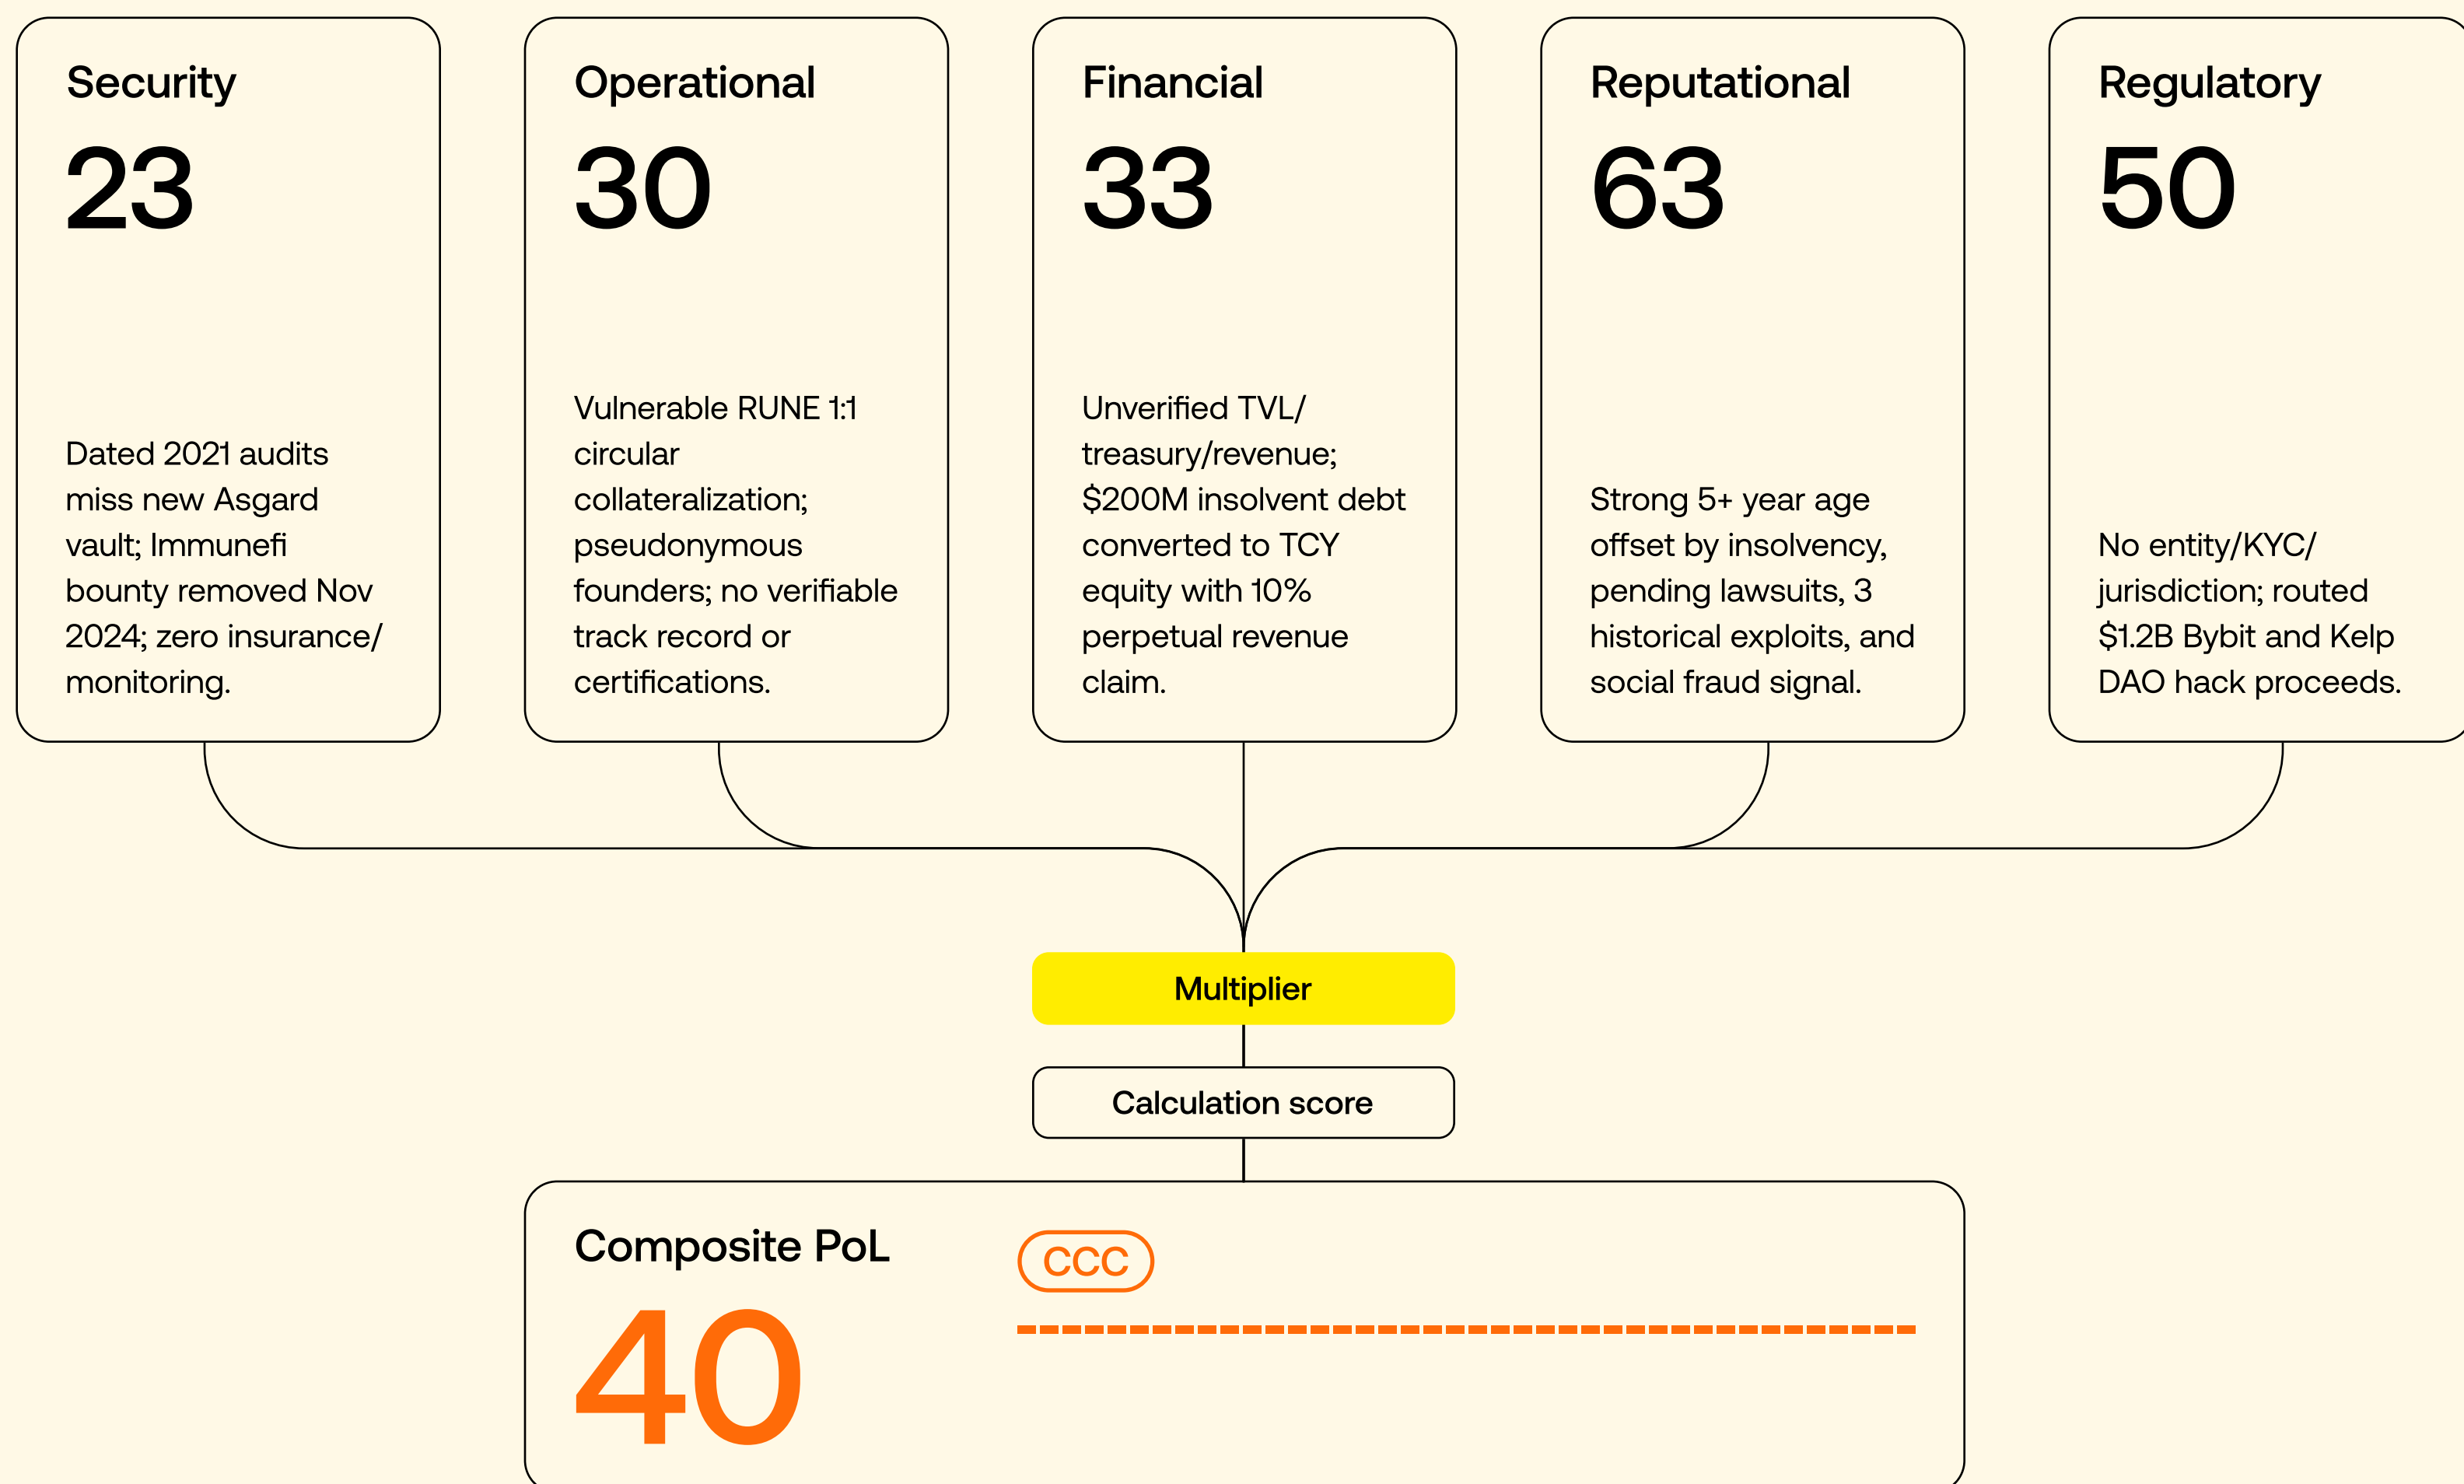 Security
23
Dated 2021 audits
miss new Asgard
vault; Immunefi
bounty removed Nov
2024; zero insurance/
monitoring.
Operational
30
Vulnerable RUNE 1:1
circular
collateralization;
pseudonymous
founders; no verifiable
track record or
certifications.
Financial
33
Unverified TVL/
treasury/revenue;
$200M insolvent debt
converted to TCY
equity with 10%
perpetual revenue
claim.
Reputational
63
Strong 5+ year age
offset by insolvency,
pending lawsuits, 3
historical exploits, and
social fraud signal.
Regulatory
50
No entity/KYC/
jurisdiction; routed
$1.2B Bybit and Kelp
DAO hack proceeds.
Multiplier
Calculation score
Composite PoL
40
CCC